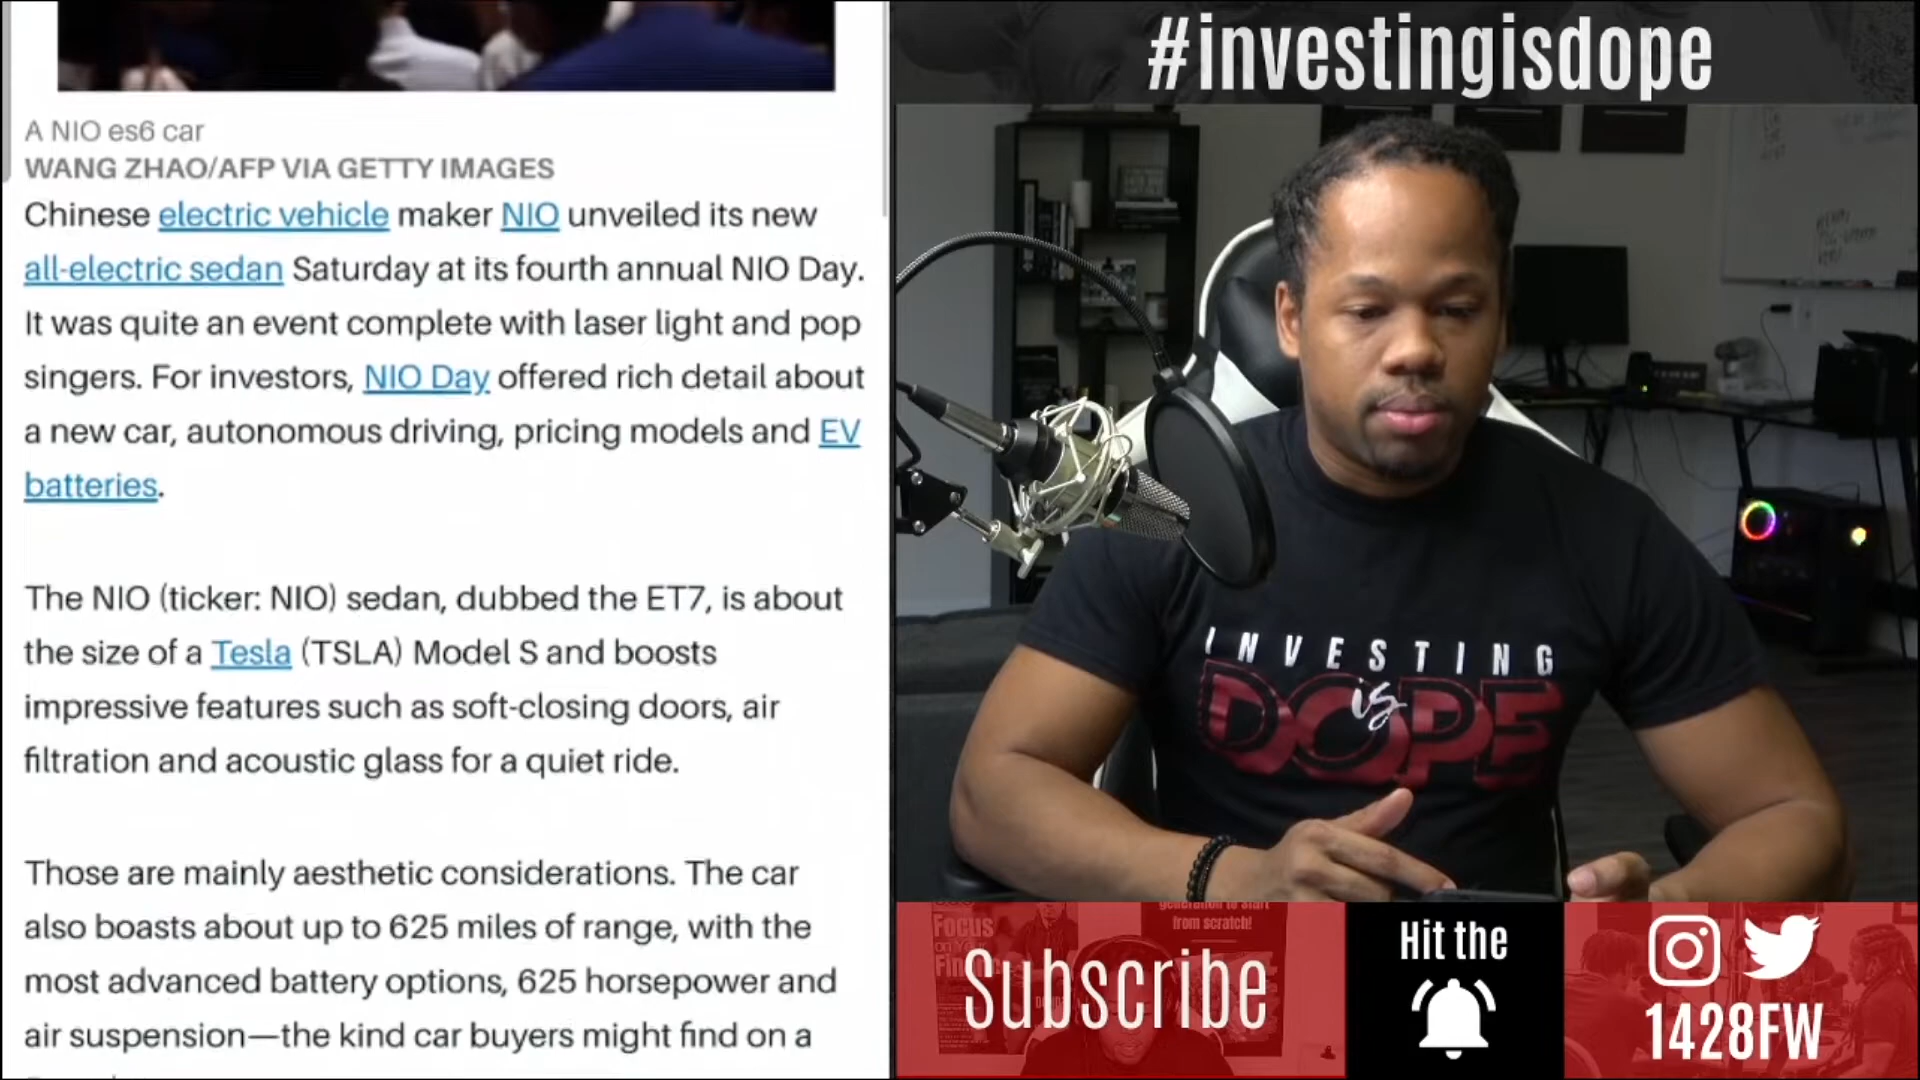 A NIO es6 car
WANG ZHAO/AFP VIA GETTY IMAGES
Chinese electric vehicle maker NIO unveiled its new
all-electric sedan Saturday at its fourth annual NIO Day.
It was quite an event complete with laser light and pop
singers. For investors, NIO Day offered rich detail about
a new car, autonomous driving, pricing models and EV
batteries.
The NIO (ticker: NIO) sedan, dubbed the ET7, is about
the size of a Tesla (TSLA) Model S and boosts
impressive features such as soft-closing doors, air
filtration and acoustic glass for a quiet ride.
Those are mainly aesthetic considerations. The car
also boasts about up to 625 miles of range, with the
most advanced battery options, 625 horsepower and
air suspension—the kind car buyers might find on a
#investingisdope
INVESTING
is
DOPE
generation to start
from scratch!
Focus
on Your
Subscribe
Hit the
1428FW